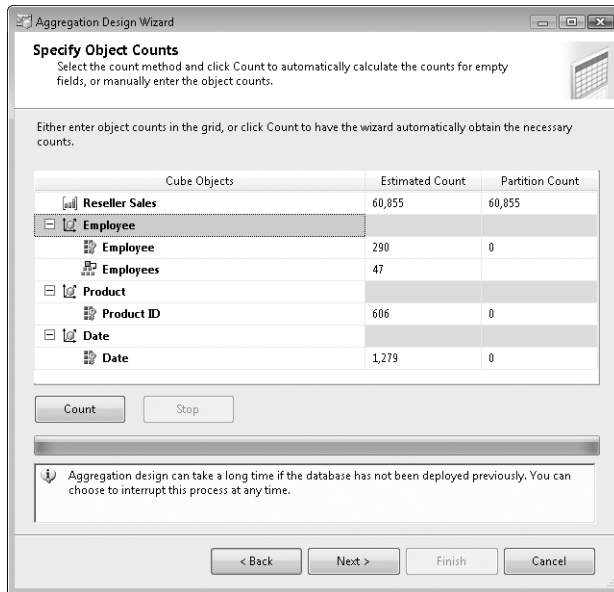 Aggregation Design Wizard
Specify Object Counts
Select the count method and click Count to automatically calculate the counts for empty
fields, or manually enter the object counts.
Either enter object counts in the grid, or click Count to have the wizard automatically obtain the necessary
counts.
Cube Objects Estimated Count Partition Count
Reseller Sales 60,855 60,855
Employee
Employee 290 0
Employees 47
Product
Product ID 606 0
Date
Date 1,279 0
Count Stop
Aggregation design can take a long time if the database has not been deployed previously. You can
choose to interrupt this process at any time.
< Back Next > Finish Cancel